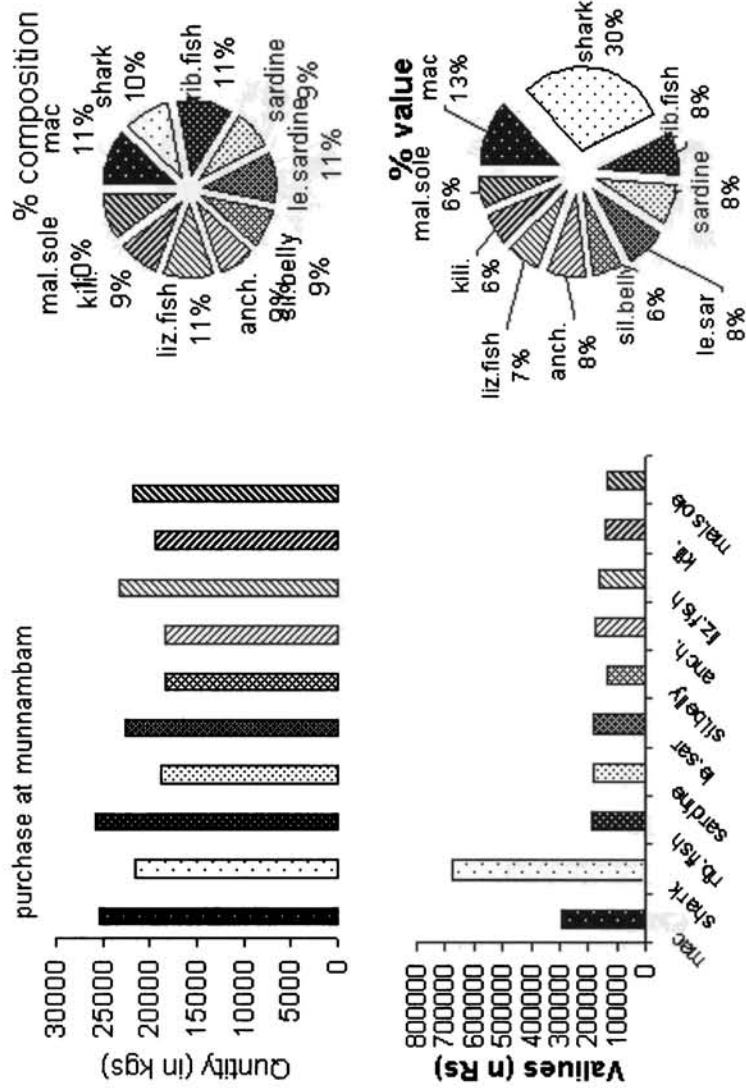 purchase at munnambam
Quntity (in kgs)
30000
25000
20000
15000
10000
5000
0
% composition
mac
11%
shark
10%
rib.fish
11%
sardine
9%
le.sardine
11%
sil.belly
9%
anch.
9%
liz.fish
11%
kili.
9%
mal.sole
10%
Valiues (n Rs)
800000
700000
600000
500000
400000
300000
200000
100000
0
mac
shark
rib.fish
sardine
le.sar
sil.belly
anch.
liz.fish
kili.
mal.sole
% value
mac
13%
shark
30%
rib.fish
8%
sardine
8%
le.sar
8%
sil.belly
6%
anch.
8%
liz.fish
7%
kili.
6%
mal.sole
6%